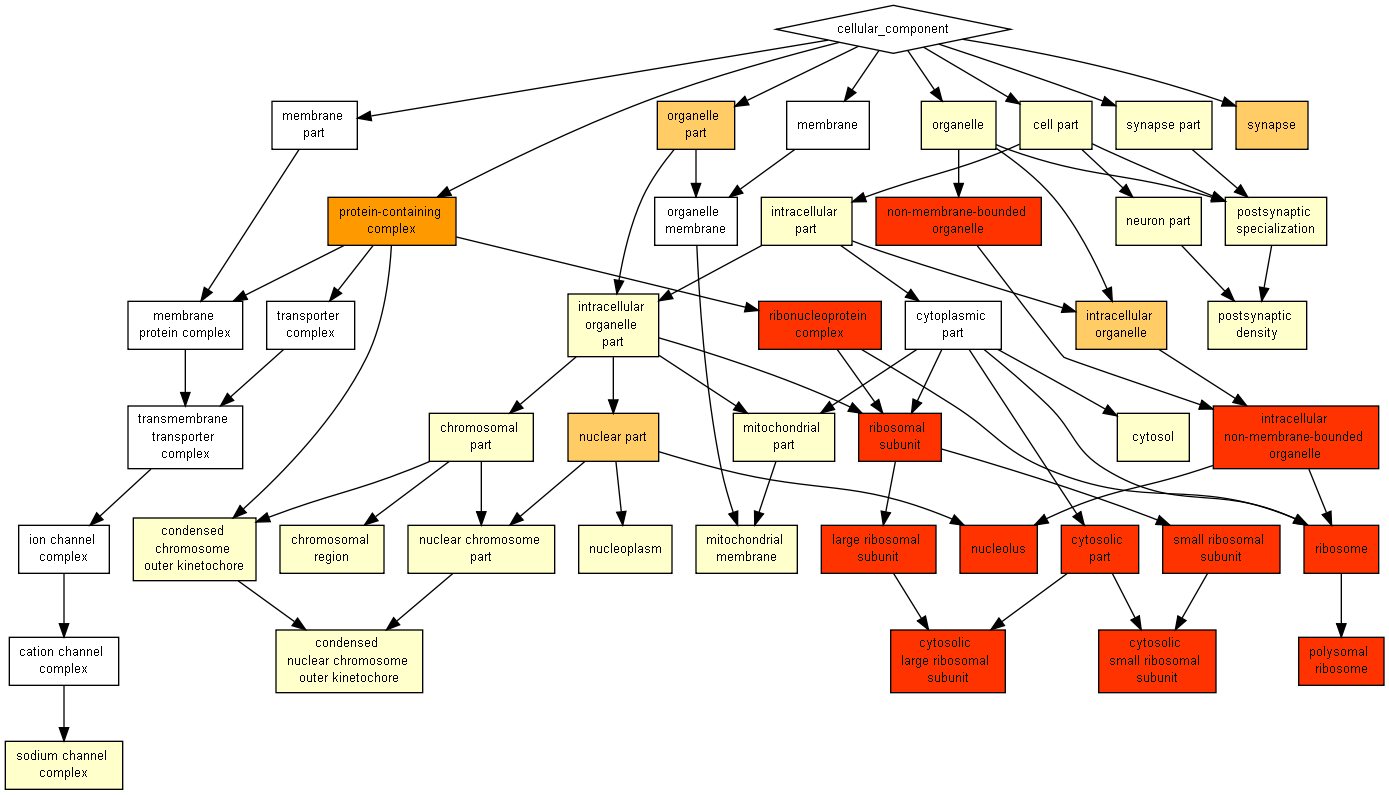 cellular_component
membrane
part
organelle
part
membrane
organelle
cell part
synapse part
synapse
protein-containing
complex
organelle
membrane
intracellular
part
non-membrane-bounded
organelle
neuron part
postsynaptic
specialization
membrane
protein complex
transporter
complex
intracellular
organelle
part
ribonucleoprotein
complex
cytoplasmic
part
intracellular
organelle
postsynaptic
density
transmembrane
transporter
complex
chromosomal
part
nuclear part
mitochondrial
part
ribosomal
subunit
cytosol
intracellular
non-membrane-bounded
organelle
ion channel
complex
condensed
chromosome
outer kinetochore
chromosomal
region
nuclear chromosome
part
nucleoplasm
mitochondrial
membrane
large ribosomal
subunit
nucleolus
cytosolic
part
small ribosomal
subunit
ribosome
cation channel
complex
condensed
nuclear chromosome
outer kinetochore
cytosolic
large ribosomal
subunit
cytosolic
small ribosomal
subunit
polysomal
ribosome
sodium channel
complex